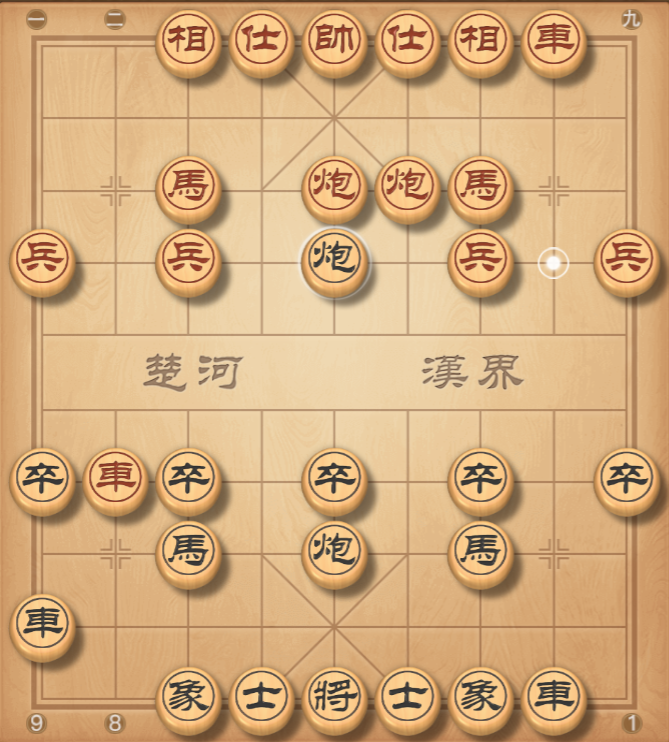 一 二 九
相 仕 帥 仕 相 車
馬 炮 炮 馬
兵 兵 炮 兵 兵
楚河 漢界
卒 車 卒 卒 卒 卒
馬 炮 馬
車
象 士 將 士 象 車
9 8 1